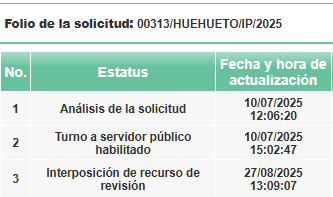 Folio de la solicitud: 00313/HUEHUETO/IP/2025
No. Estatus Fecha y hora de actualización
1 Análisis de la solicitud 10/07/2025 12:06:20
2 Turno a servidor público habilitado 10/07/2025 15:02:47
3 Interposición de recurso de revisión 27/08/2025 13:09:07